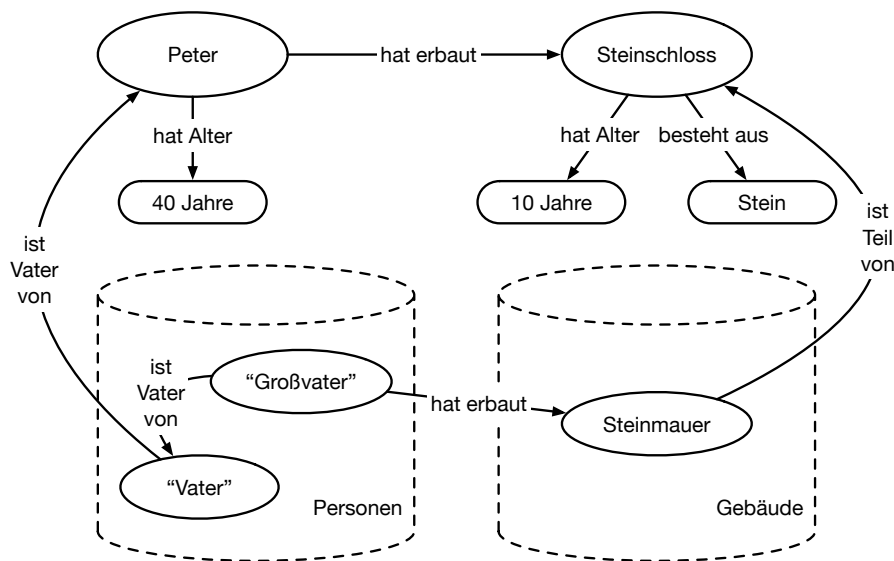 Peter
hat erbaut
Steinschloss
hat Alter
hat Alter
besteht aus
40 Jahre
10 Jahre
Stein
ist
Vater
von
ist
Teil
von
ist
Vater
von
“Großvater”
hat erbaut
Steinmauer
“Vater”
Personen
Gebäude